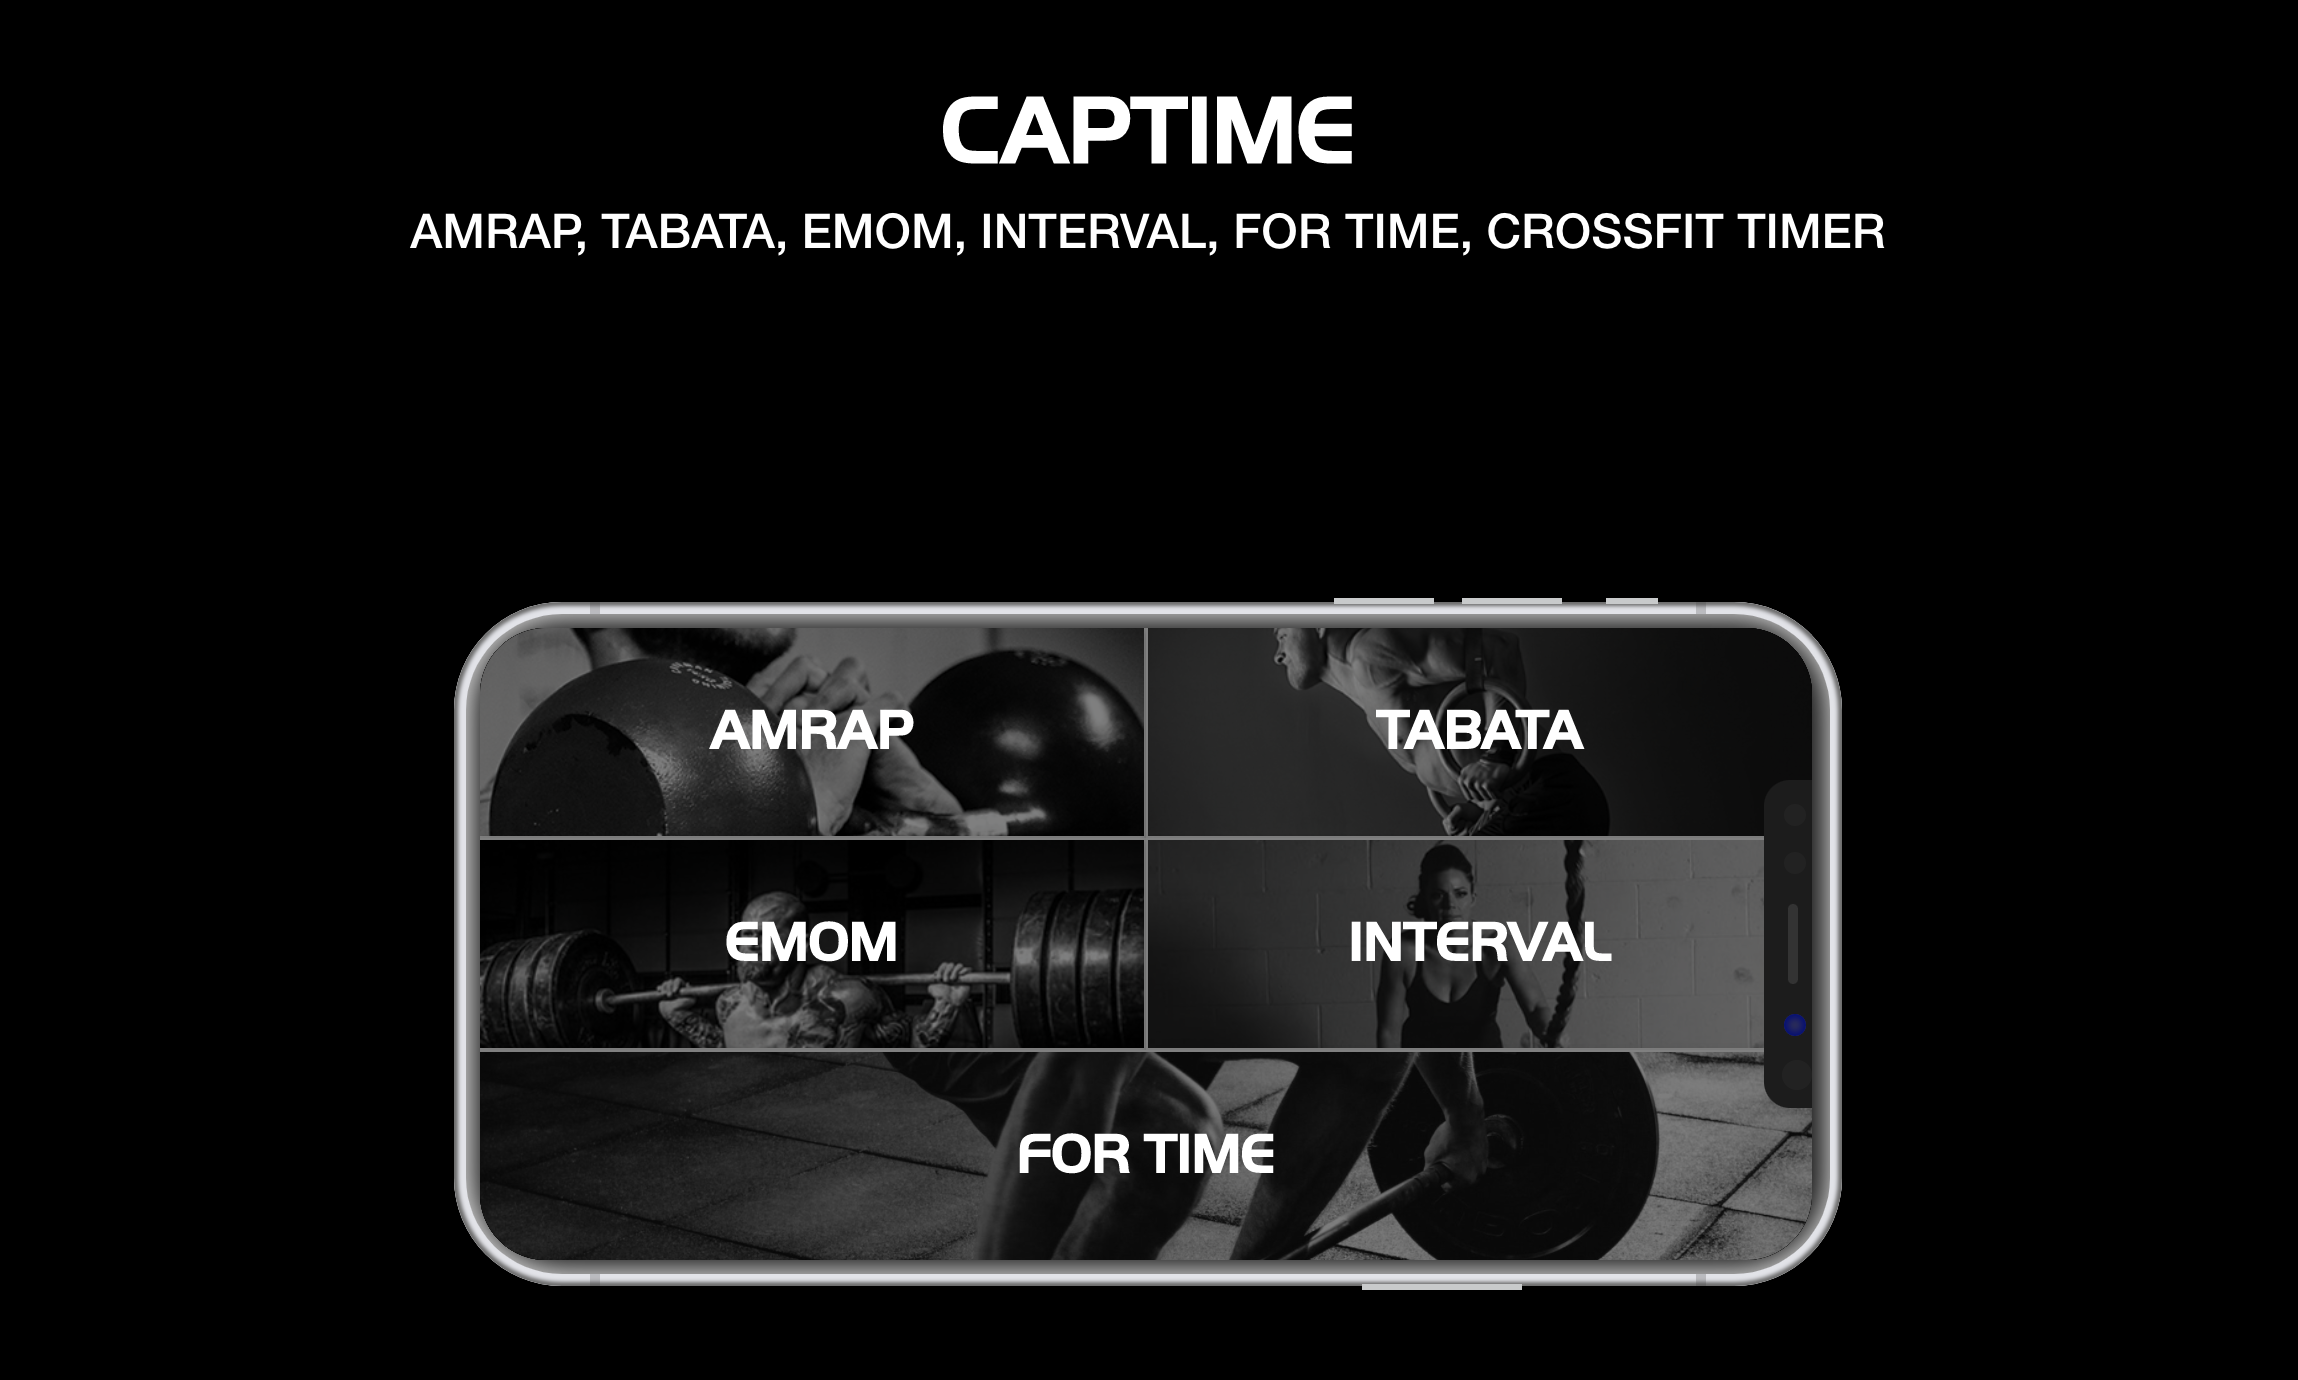 CAPTIME
AMRAP, TABATA, EMOM, INTERVAL, FOR TIME, CROSSFIT TIMER
AMRAP
TABATA
EMOM
INTERVAL
FOR TIME